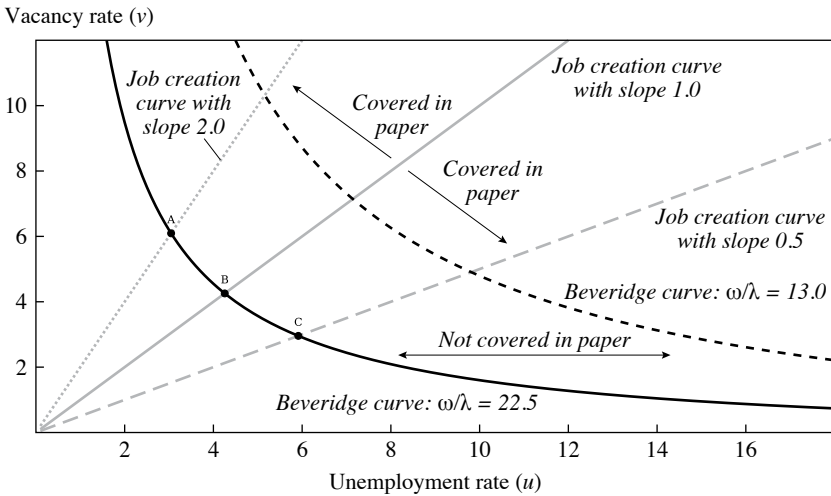 Vacancy rate (v)
10
8
6
4
2
Job creation
curve with
slope 2.0
Covered in
paper
Job creation curve
with slope 1.0
Covered in
paper
Job creation curve
with slope 0.5
A
B
C
Beveridge curve: ω/λ = 13.0
Not covered in paper
Beveridge curve: ω/λ = 22.5
2 4 6 8 10 12 14 16
Unemployment rate (u)